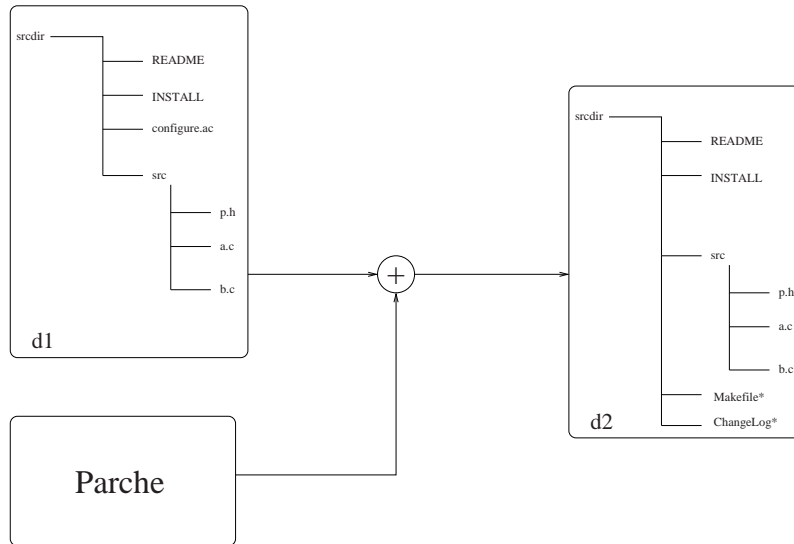 srcdir
README
INSTALL
configure.ac
src
p.h
a.c
b.c
d1
+
Parche
srcdir
README
INSTALL
src
p.h
a.c
b.c
Makefile*
ChangeLog*
d2